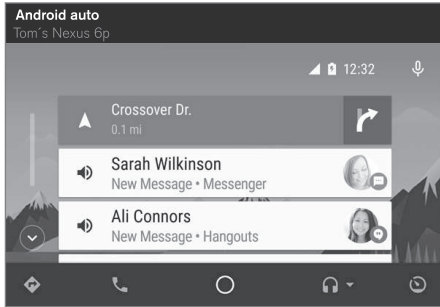 Android auto
Tom´s Nexus 6p
12:32
Crossover Dr.
0.1 mi
Sarah Wilkinson
New Message • Messenger
Ali Connors
New Message • Hangouts